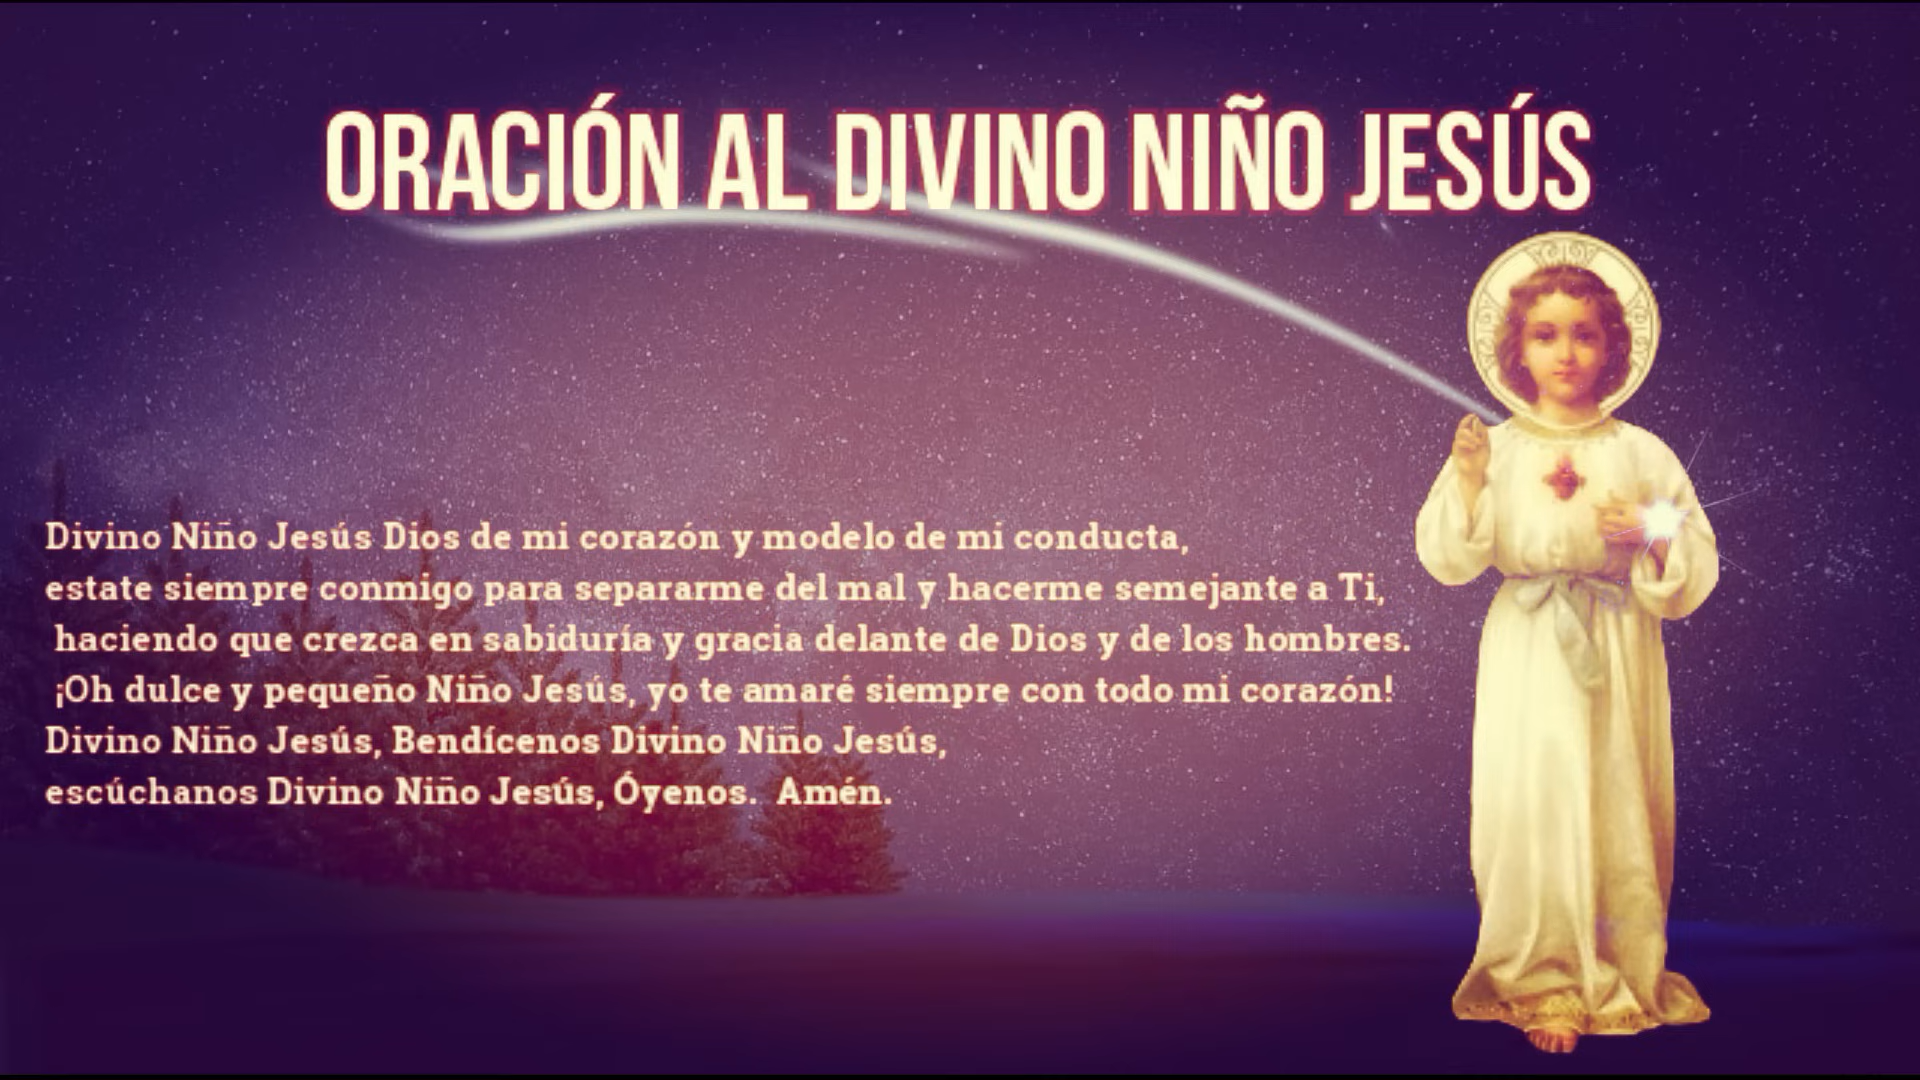 ORACIÓN AL DIVINO NIÑO JESÚS
Divino Niño Jesús Dios de mi corazón y modelo de mi conducta,
estate siempre conmigo para separarme del mal y hacerme semejante a Ti,
haciendo que crezca en sabiduría y gracia delante de Dios y de los hombres.
¡Oh dulce y pequeño Niño Jesús, yo te amaré siempre con todo mi corazón!
Divino Niño Jesús, Bendícenos Divino Niño Jesús,
escúchanos Divino Niño Jesús, Óyenos. Amén.